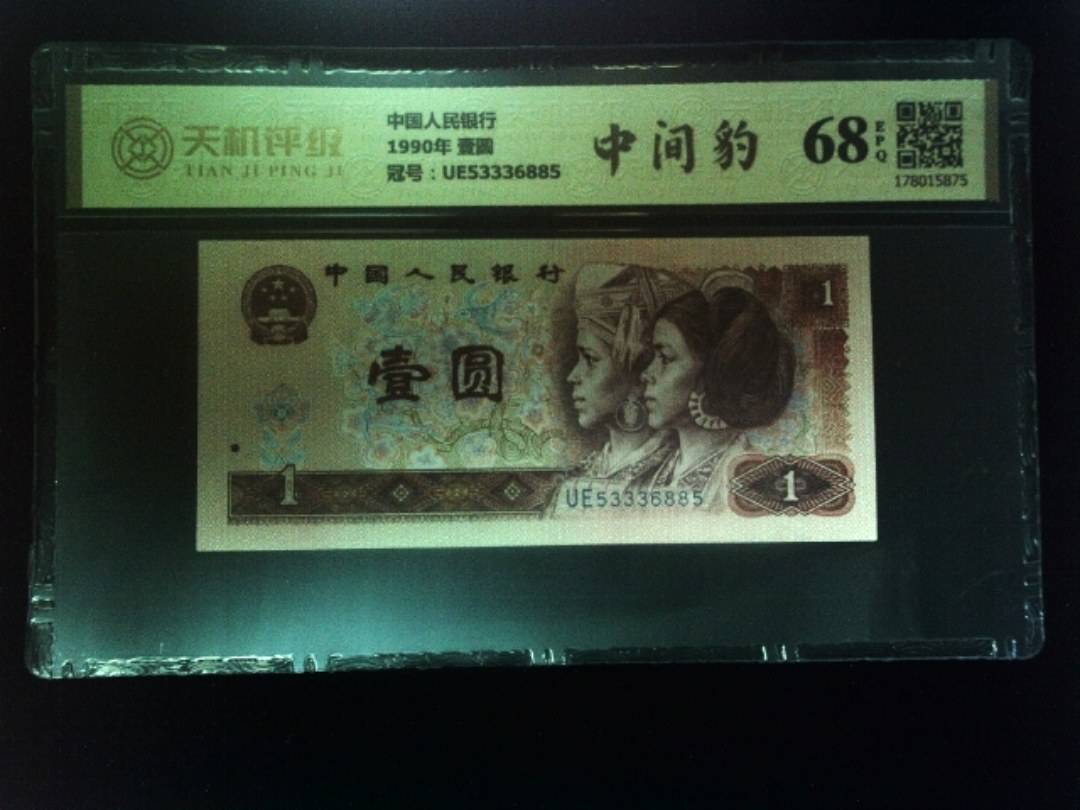 天机评级
TIAN JI PING JI
中国人民银行
1990年 壹圆
冠号：UE53336885
中间豹
68
EPQ
178015875
中国人民银行
1
壹圆
1
UE53336885
1